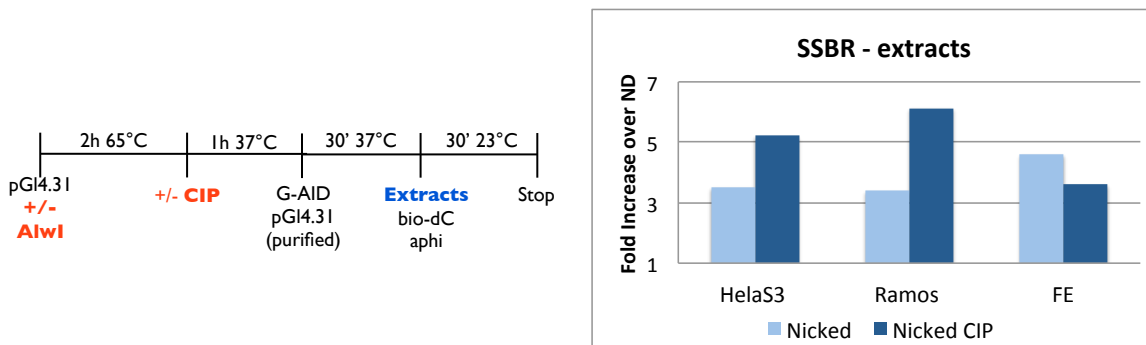 2h 65°C 1h 37°C 30' 37°C 30' 23°C
pGl4.31 +/- CIP G-AID Extracts Stop
+/- pGl4.31 bio-dC
AlwI (purified) aphi
SSBR - extracts
Fold Increase over ND
7
5
3
1
HelaS3 Ramos FE
Nicked Nicked CIP